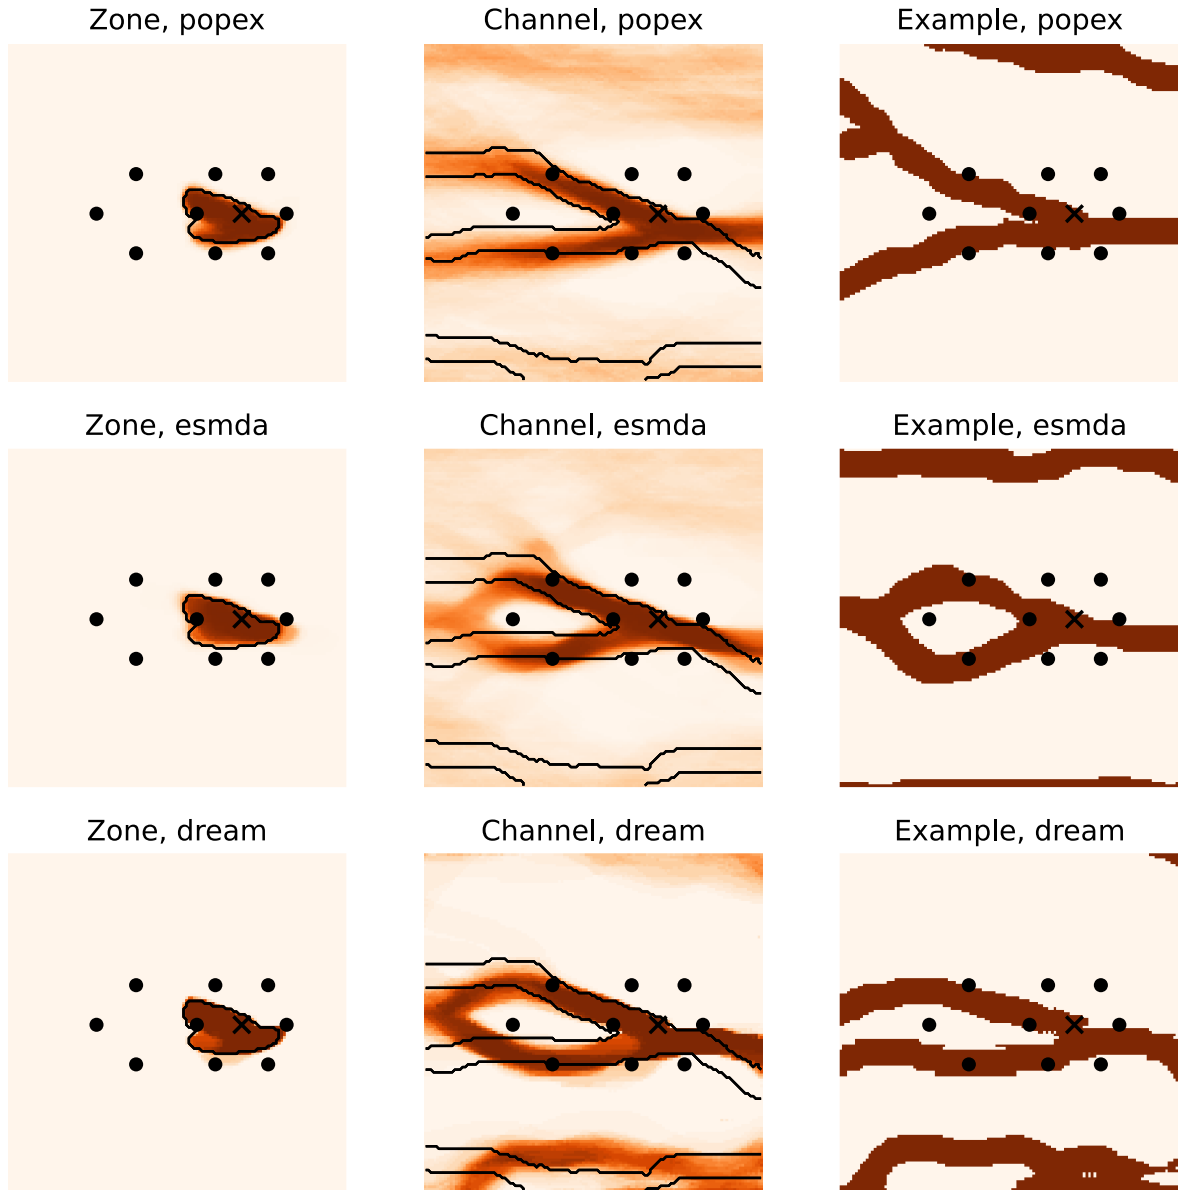 Zone, popex
Channel, popex
Example, popex
Zone, esmda
Channel, esmda
Example, esmda
Zone, dream
Channel, dream
Example, dream